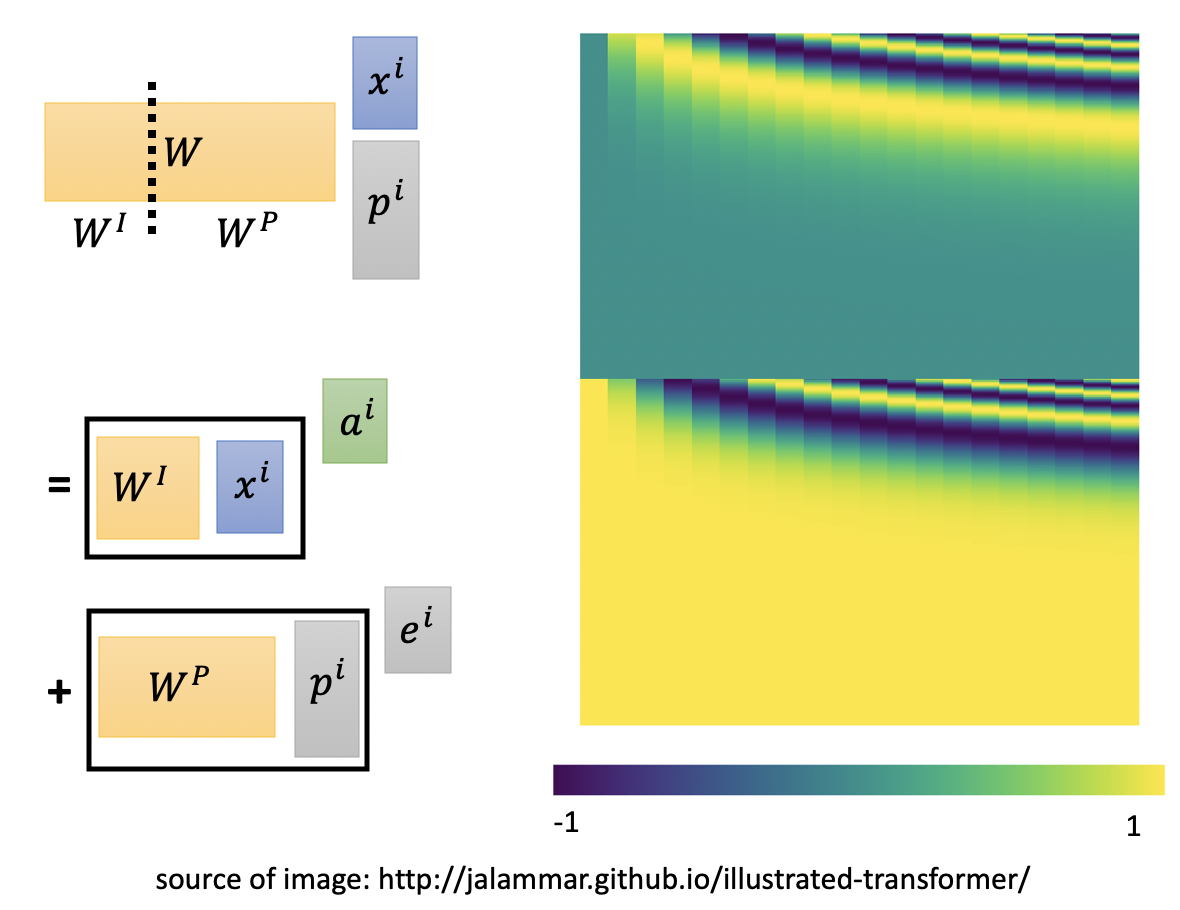 x^i
W
p^i
W^I W^P
a^i
= W^I x^i
e^i
+ W^P p^i
-1 1
source of image: http://jalammar.github.io/illustrated-transformer/